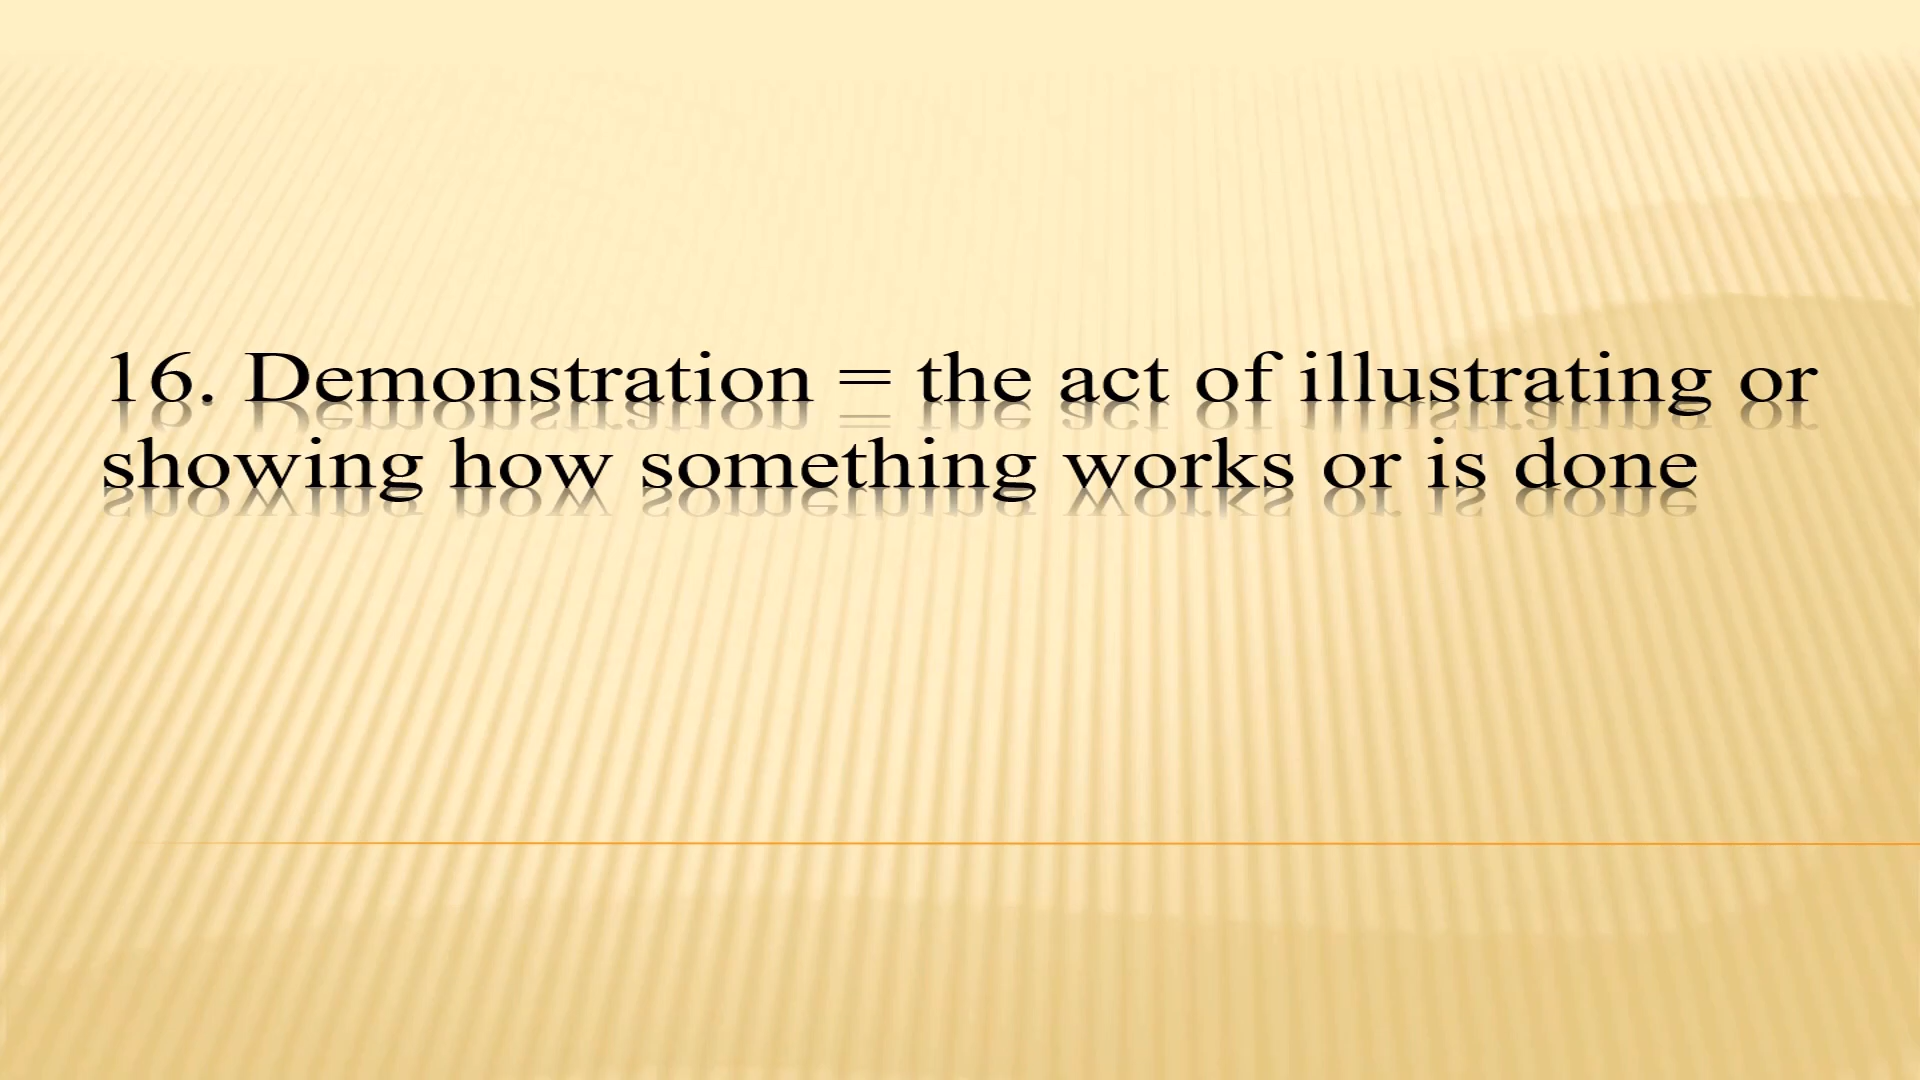 16. Demonstration = the act of illustrating or
showing how something works or is done